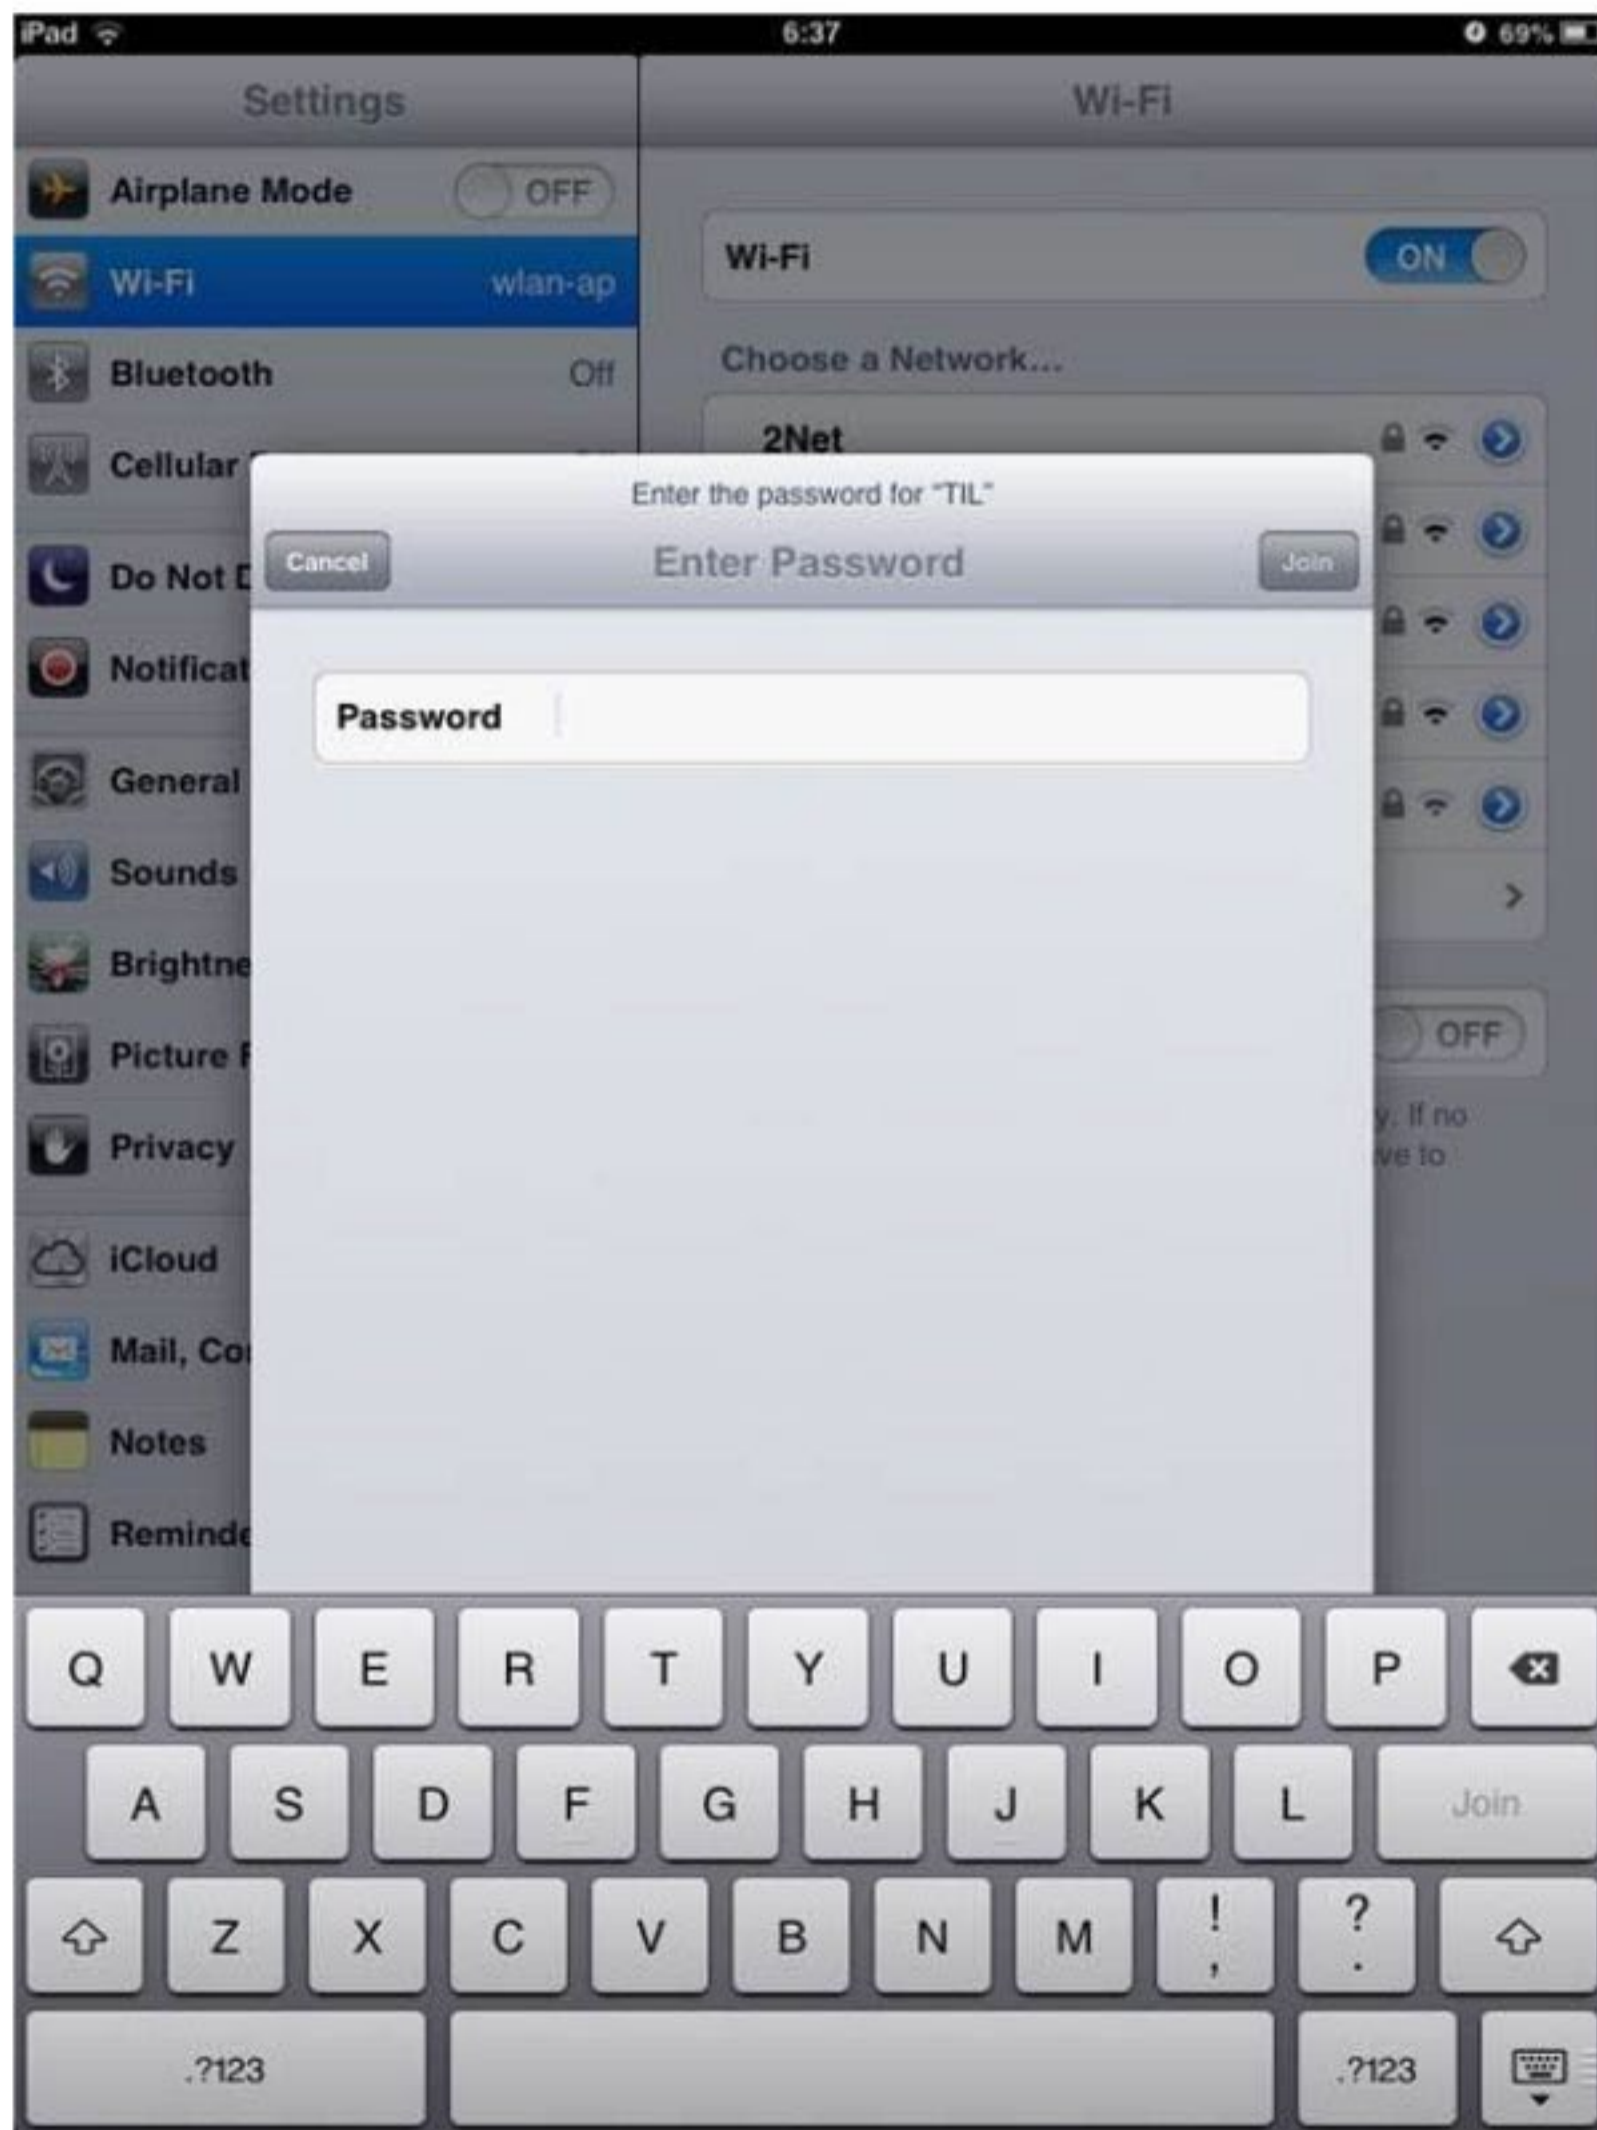 iPad
6:37
69%
Settings
Wi-Fi
Airplane Mode OFF
Wi-Fi wlan-ap
Bluetooth Off
Cellular
Do Not D
Notificat
General
Sounds
Brightne
Picture F
Privacy
iCloud
Mail, Co
Notes
Reminde
Wi-Fi ON
Choose a Network...
2Net
OFF
y. If no
ve to
Enter the password for "TIL"
Cancel Enter Password Join
Password
Q W E R T Y U I O P
A S D F G H J K L Join
Z X C V B N M ! , ? .
.?123 .?123